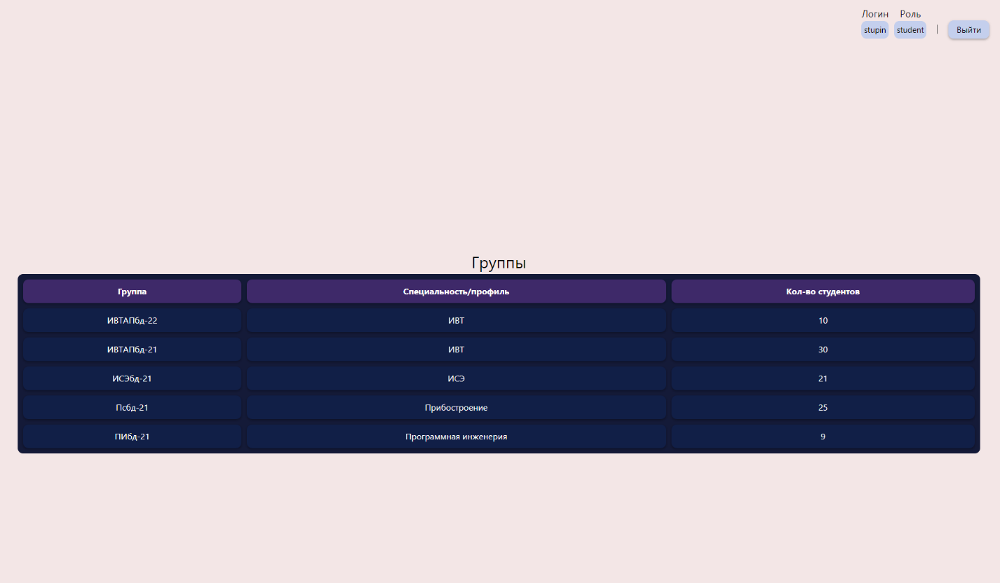 Логин Роль
stupin student | Выйти
Группы
Группа Специальность/профиль Кол-во студентов
ИВТАПбд-22 ИВТ 10
ИВТАПбд-21 ИВТ 30
ИСЭбд-21 ИСЭ 21
Псбд-21 Прибостроение 25
ПИбд-21 Программная инженерия 9